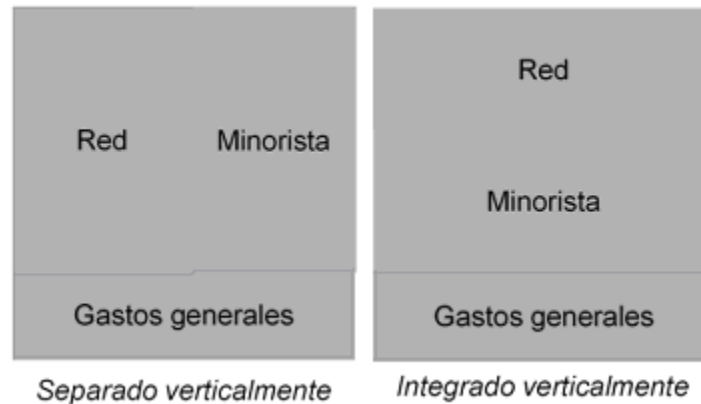 Red
Minorista
Gastos generales
Separado verticalmente
Red
Minorista
Gastos generales
Integrado verticalmente